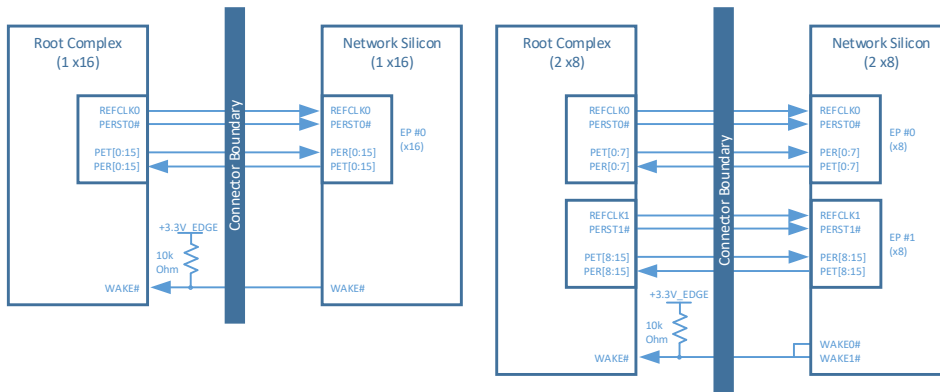 Root Complex
(1 x16)
Connector Boundary
Network Silicon
(1 x16)
REFCLK0
PERST0#
PET[0:15]
PER[0:15]
REFCLK0
PERST0#
PER[0:15]
PET[0:15]
EP #0
(x16)
+3.3V_EDGE
10k
Ohm
WAKE#
WAKE#
Root Complex
(2 x8)
Connector Boundary
Network Silicon
(2 x8)
REFCLK0
PERST0#
PET[0:7]
PER[0:7]
REFCLK0
PERST0#
PER[0:7]
PET[0:7]
EP #0
(x8)
REFCLK1
PERST1#
PET[8:15]
PER[8:15]
REFCLK1
PERST1#
PER[8:15]
PET[8:15]
EP #1
(x8)
+3.3V_EDGE
10k
Ohm
WAKE#
WAKE0#
WAKE1#